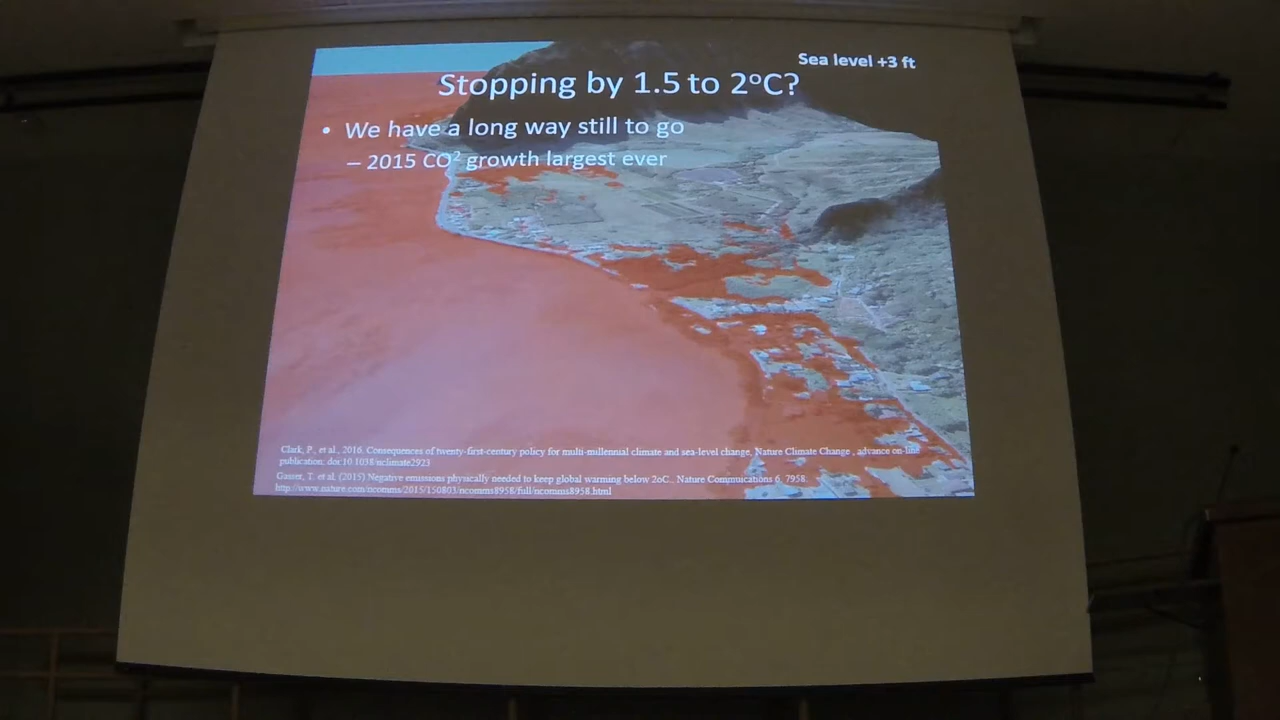 Sea level +3 ft
Stopping by 1.5 to 2°C?
• We have a long way still to go
– 2015 CO² growth largest ever
Clark, P., et al., 2016. Consequences of twenty-first-century policy for multi-millennial climate and sea-level change, Nature Climate Change , advance on-line
publication: doi:10.1038/nclimate2923
Gasser, T. et al. (2015) Negative emissions physically needed to keep global warming below 2oC.. Nature Commuications 6, 7958.
http://www.nature.com/ncomms/2015/150803/ncomms8958/full/ncomms8958.html